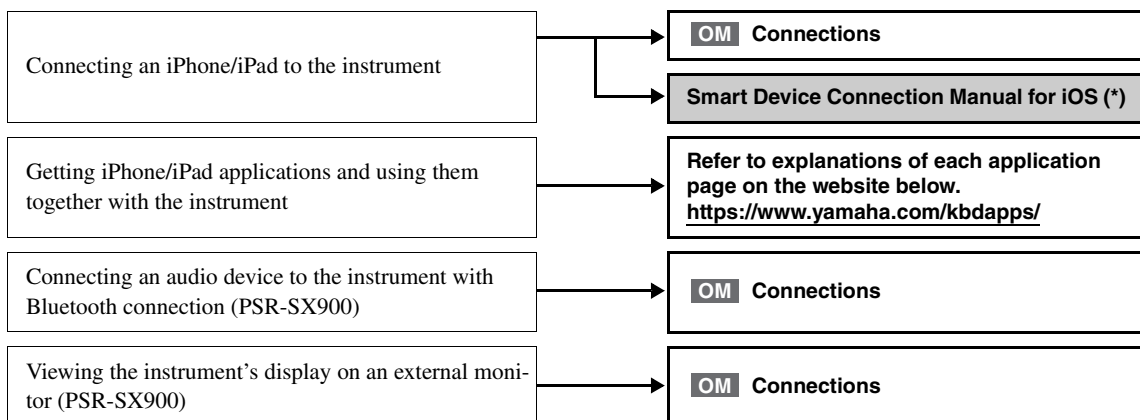 Connecting an iPhone/iPad to the instrument
OM Connections
Smart Device Connection Manual for iOS (*)
Getting iPhone/iPad applications and using them
together with the instrument
Refer to explanations of each application
page on the website below.
https://www.yamaha.com/kbdapps/
Connecting an audio device to the instrument with
Bluetooth connection (PSR-SX900)
OM Connections
Viewing the instrument's display on an external moni-
tor (PSR-SX900)
OM Connections